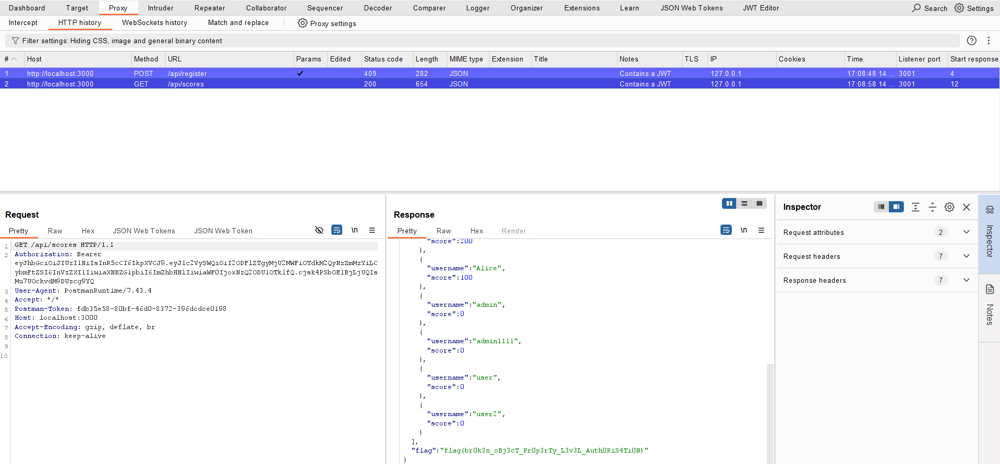 Dashboard Target Proxy Intruder Repeater Collaborator Sequencer Decoder Comparer Logger Organizer Extensions Learn JSON Web Tokens JWT Editor Search Settings
Intercept HTTP history WebSockets history Match and replace Proxy settings
Filter settings: Hiding CSS, image and general binary content
# Host Method URL Params Edited Status code Length MIME type Extension Title Notes TLS IP Cookies Time Listener port Start response
1 http://localhost:3000 POST /api/register ✓ 409 282 JSON Contains a JWT 127.0.0.1 17:08:48 14 ... 3001 4
2 http://localhost:3000 GET /api/scores 200 654 JSON Contains a JWT 127.0.0.1 17:08:58 14 ... 3001 12
Request
Pretty Raw Hex JSON Web Tokens JSON Web Token \n
1 GET /api/scores HTTP/1.1
2 Authorization: Bearer
3 User-Agent: PostmanRuntime/7.43.4
4 Accept: */*
5 Postman-Token: fdb35e58-80bf-46d0-8372-396dcdce0198
6 Host: localhost:3000
7 Accept-Encoding: gzip, deflate, br
8 Connection: keep-alive
9
10
Response
Pretty Raw Hex Render \n
"score":200
},
{
"username":"Alice",
"score":100
},
{
"username":"admin",
"score":0
},
{
"username":"admin1111",
"score":0
},
{
"username":"user",
"score":0
},
{
"username":"user2",
"score":0
}
],
"flag":"flag{br0k3n_oBj3cT_Pr0p3rTy_L3v3L_Auth0RiS4Ti0N}"
}
Inspector
Request attributes 2
Request headers 7
Response headers 7
Inspector
Notes